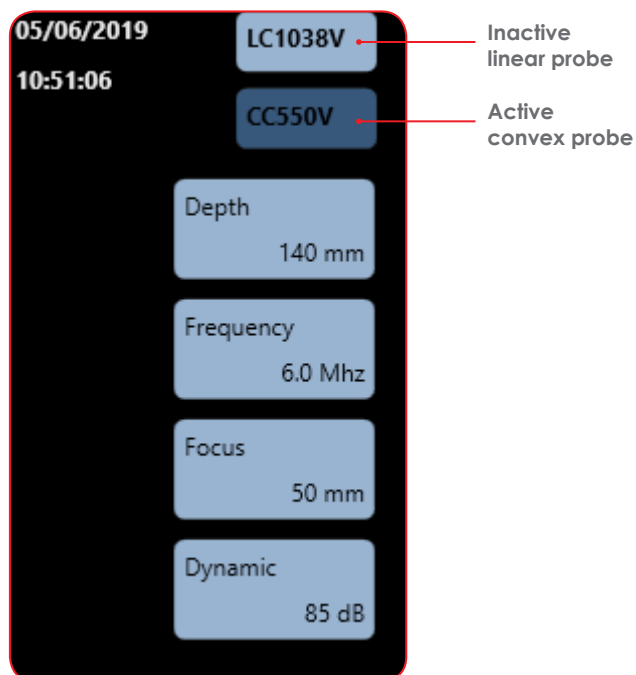 05/06/2019
LC1038V
Inactive
linear probe
10:51:06
CC550V
Active
convex probe
Depth
140 mm
Frequency
6.0 Mhz
Focus
50 mm
Dynamic
85 dB